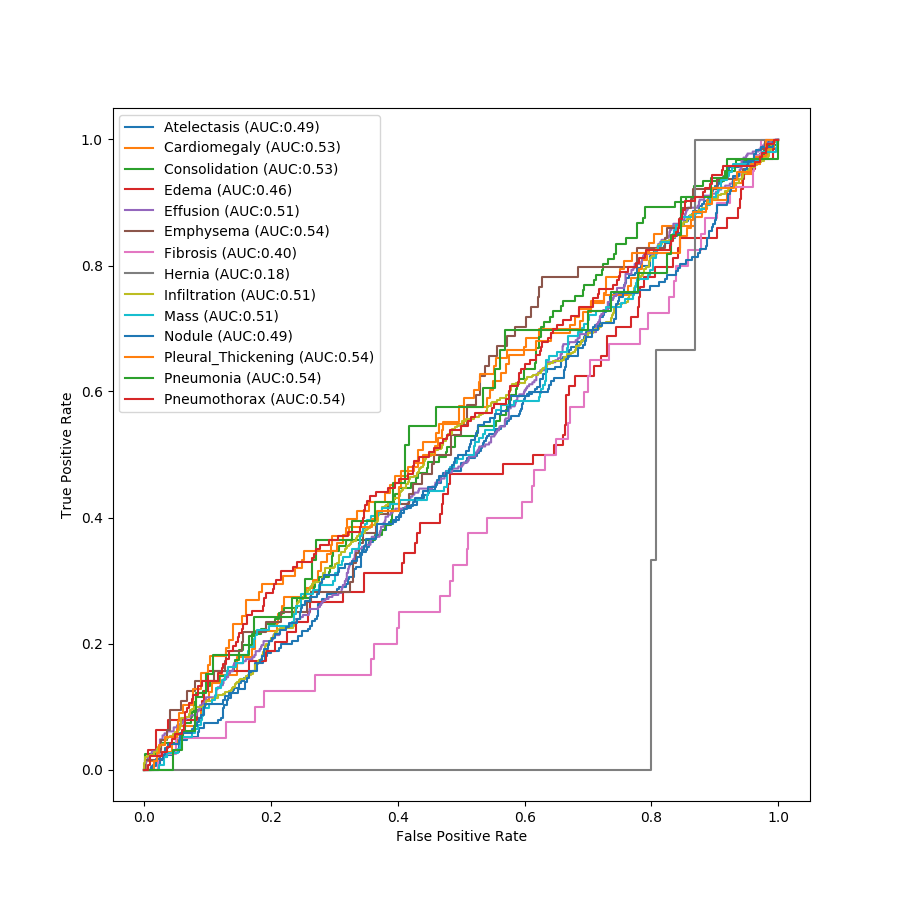 Atelectasis (AUC:0.49)
Cardiomegaly (AUC:0.53)
Consolidation (AUC:0.53)
Edema (AUC:0.46)
Effusion (AUC:0.51)
Emphysema (AUC:0.54)
Fibrosis (AUC:0.40)
Hernia (AUC:0.18)
Infiltration (AUC:0.51)
Mass (AUC:0.51)
Nodule (AUC:0.49)
Pleural_Thickening (AUC:0.54)
Pneumonia (AUC:0.54)
Pneumothorax (AUC:0.54)
True Positive Rate
1.0
0.8
0.6
0.4
0.2
0.0
0.0 0.2 0.4 0.6 0.8 1.0
False Positive Rate